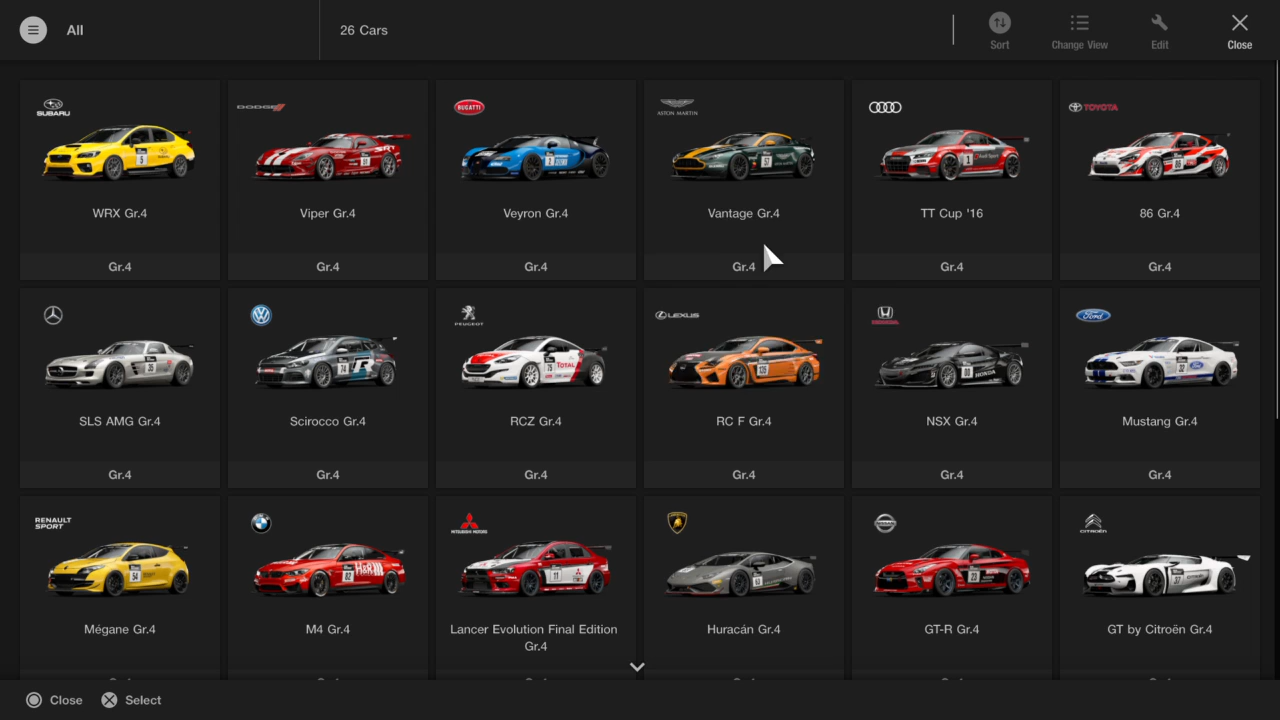 All
26 Cars
Sort
Change View
Edit
Close
SUBARU
DODGE
BUGATTI
ASTON MARTIN
TOYOTA
WRX Gr.4
Viper Gr.4
Veyron Gr.4
Vantage Gr.4
TT Cup '16
86 Gr.4
Gr.4
Gr.4
Gr.4
Gr.4
Gr.4
Gr.4
PEUGEOT
LEXUS
HONDA
Ford
SLS AMG Gr.4
Scirocco Gr.4
RCZ Gr.4
RC F Gr.4
NSX Gr.4
Mustang Gr.4
Gr.4
Gr.4
Gr.4
Gr.4
Gr.4
Gr.4
RENAULT
SPORT
MITSUBISHI MOTORS
NISSAN
CITROËN
Mégane Gr.4
M4 Gr.4
Lancer Evolution Final Edition
Gr.4
Huracán Gr.4
GT-R Gr.4
GT by Citroën Gr.4
Close
Select